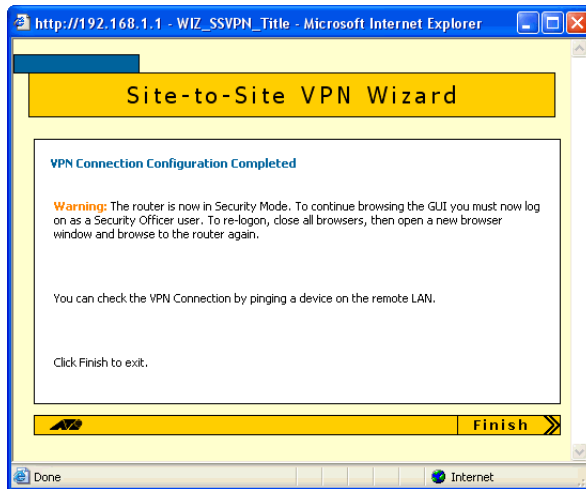 http://192.168.1.1 - WIZ_SSVPN_Title - Microsoft Internet Explorer
Site-to-Site VPN Wizard
VPN Connection Configuration Completed
Warning: The router is now in Security Mode. To continue browsing the GUI you must now log
on as a Security Officer user. To re-logon, close all browsers, then open a new browser
window and browse to the router again.
You can check the VPN Connection by pinging a device on the remote LAN.
Click Finish to exit.
Finish
Done
Internet